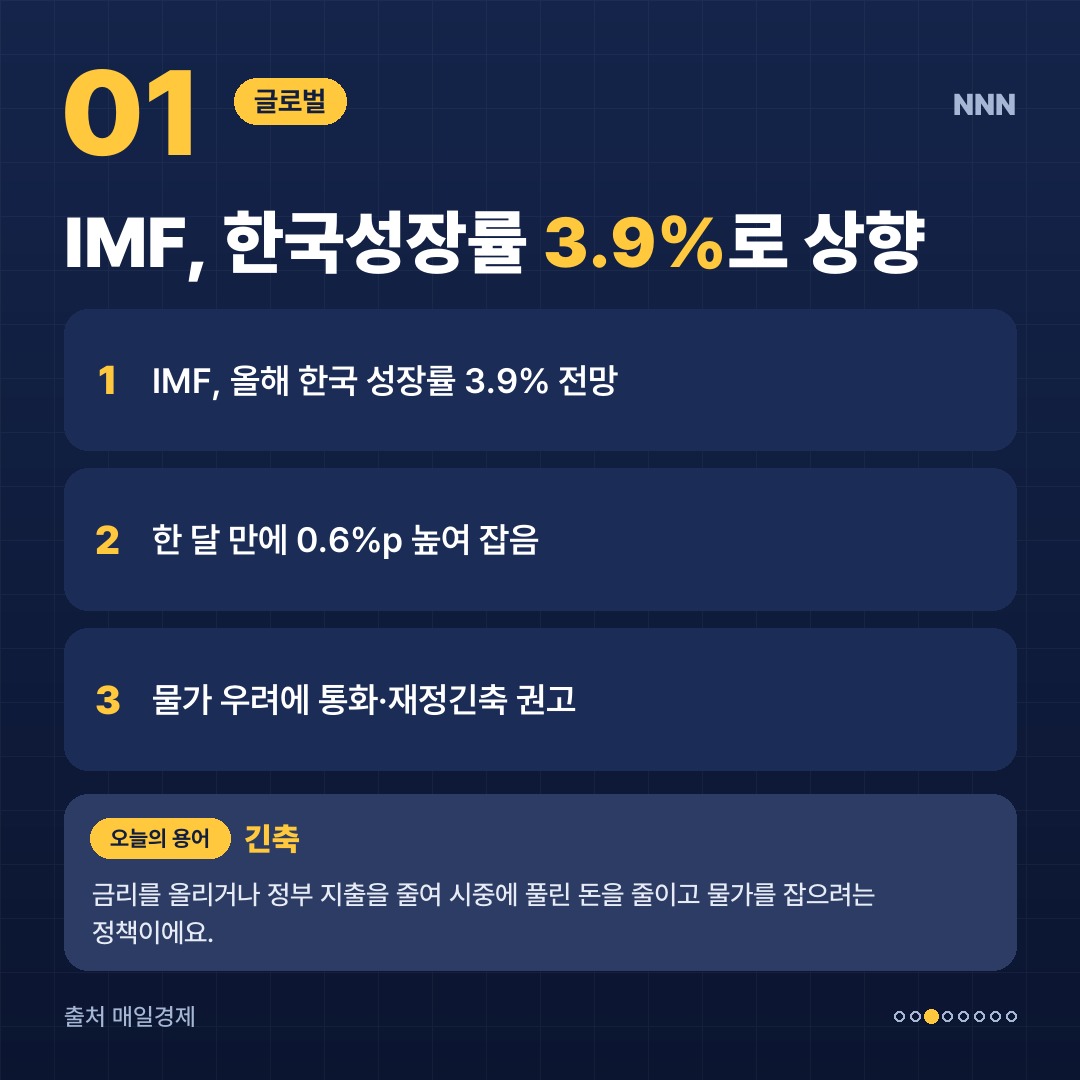 01
글로벌
NNN
IMF, 한국성장률 3.9%로 상향
1 IMF, 올해 한국 성장률 3.9% 전망
2 한 달 만에 0.6%p 높여 잡음
3 물가 우려에 통화·재정긴축 권고
오늘의 용어 긴축
금리를 올리거나 정부 지출을 줄여 시중에 풀린 돈을 줄이고 물가를 잡으려는
정책이에요.
출처 매일경제